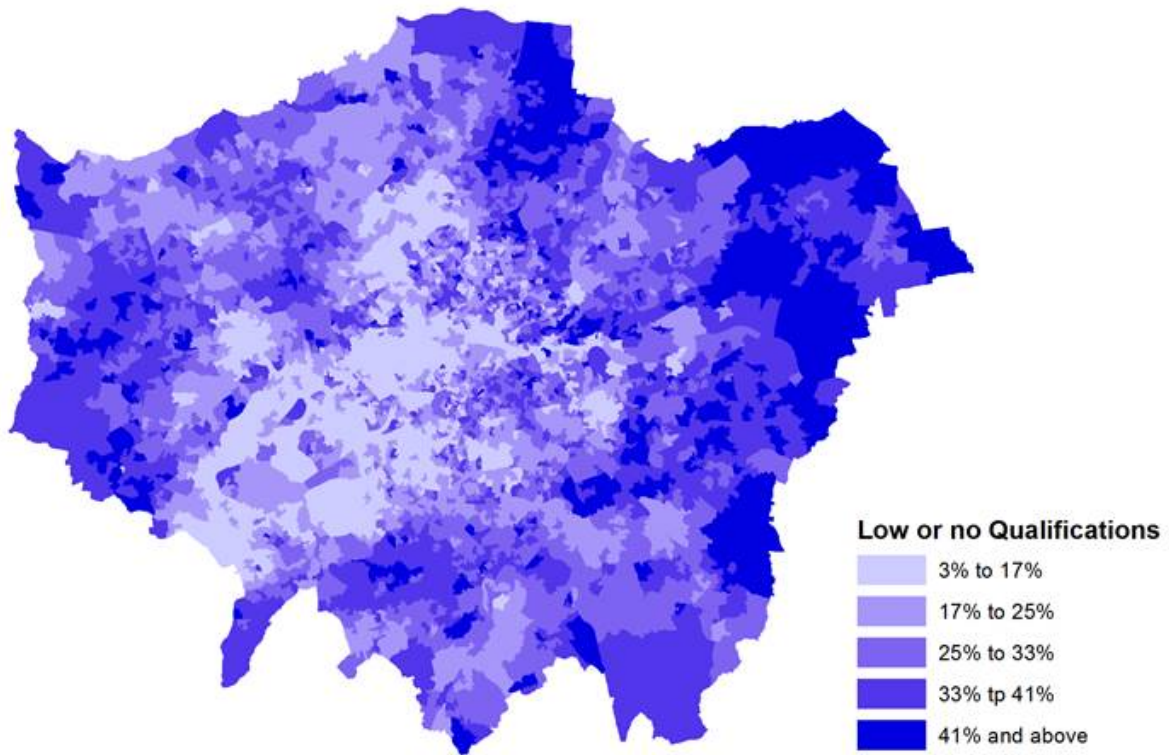 Low or no Qualifications
3% to 17%
17% to 25%
25% to 33%
33% tp 41%
41% and above